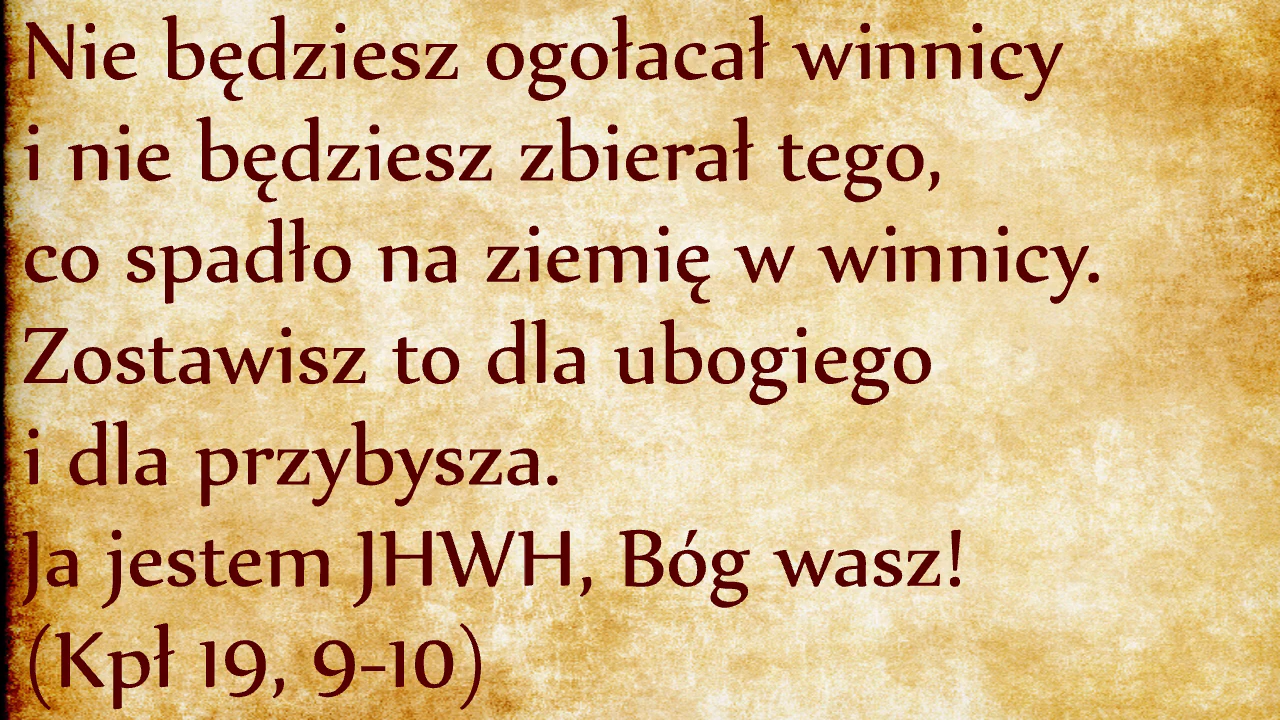 Nie będziesz ogołacał winnicy
i nie będziesz zbierał tego,
co spadło na ziemię w winnicy.
Zostawisz to dla ubogiego
i dla przybysza.
Ja jestem JHWH, Bóg wasz!
(Kpł 19, 9-10)